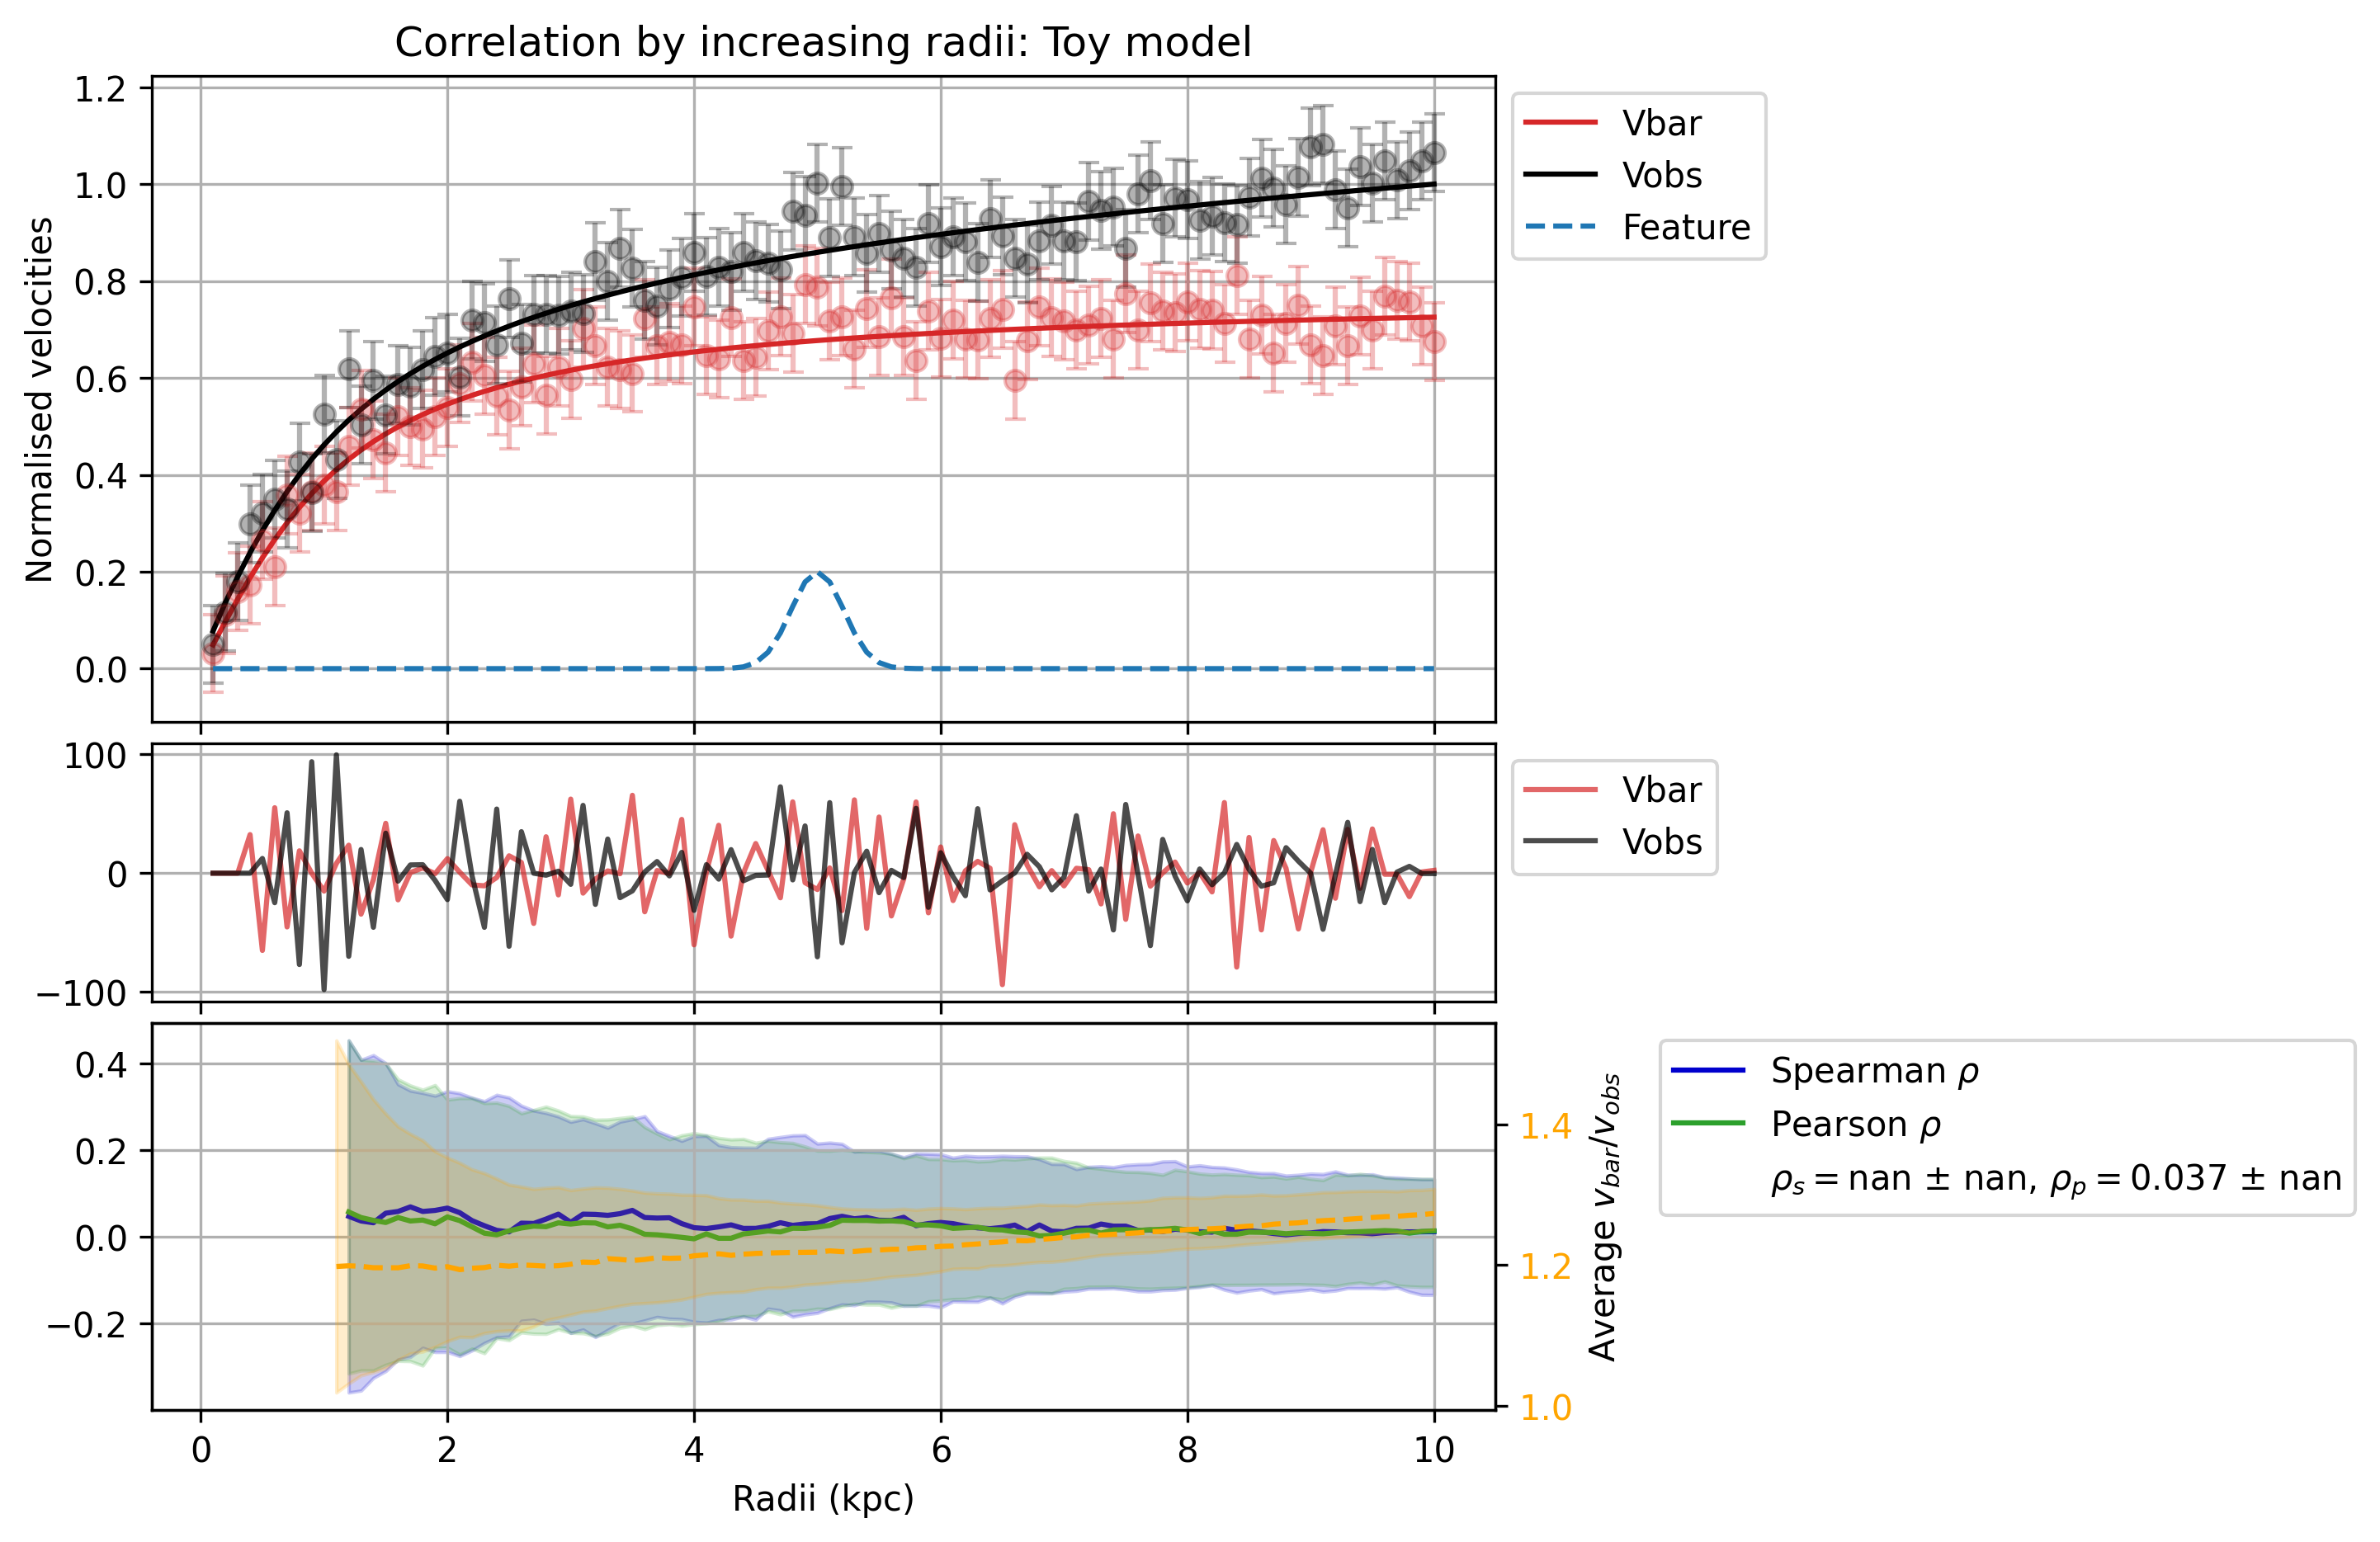 Correlation by increasing radii: Toy model
Normalised velocities
1.2
1.0
0.8
0.6
0.4
0.2
0.0
Vbar
Vobs
Feature
100
0
−100
Vbar
Vobs
0.4
0.2
0.0
−0.2
1.4
1.2
1.0
Average v_bar/v_obs
Spearman ρ
Pearson ρ
ρ_s = nan ± nan, ρ_p = 0.037 ± nan
0 2 4 6 8 10
Radii (kpc)